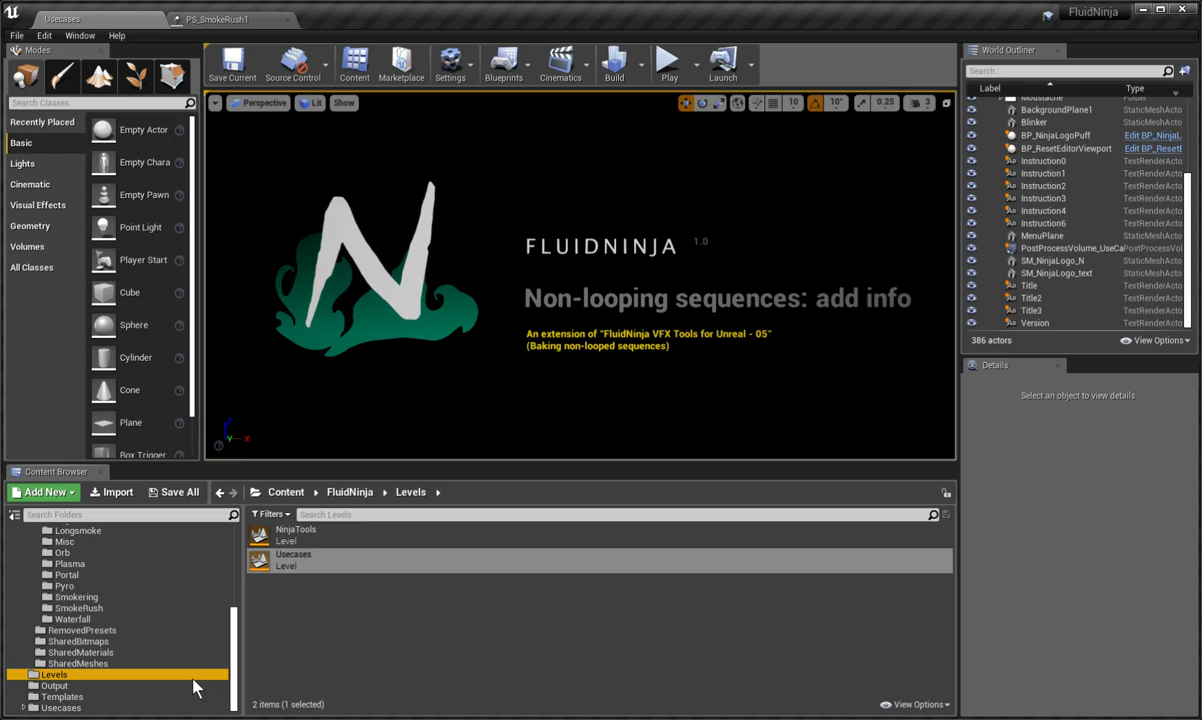 Usecases
PS_SmokeRush1
FluidNinja
File
Edit
Window
Help
Modes
Search Classes
Recently Placed
Basic
Lights
Cinematic
Visual Effects
Geometry
Volumes
All Classes
Empty Actor
Empty Chara
Empty Pawn
Point Light
Player Start
Cube
Sphere
Cylinder
Cone
Plane
Box Trigger
Save Current
Source Control
Content
Marketplace
Settings
Blueprints
Cinematics
Build
Play
Launch
Perspective
Lit
Show
10
10°
0.25
3
FLUIDNINJA 1.0
Non-looping sequences: add info
An extension of "FluidNinja VFX Tools for Unreal - 05"
(Baking non-looped sequences)
Z
Y
X
World Outliner
Search...
Label
Type
Moustache
Folder
BackgroundPlane1
StaticMeshActo
Blinker
StaticMeshActo
BP_NinjaLogoPuff
Edit BP_NinjaL
BP_ResetEditorViewport
Edit BP_ResetE
Instruction0
TextRenderActo
Instruction1
TextRenderActo
Instruction2
TextRenderActo
Instruction3
TextRenderActo
Instruction4
TextRenderActo
Instruction6
TextRenderActo
MenuPlane
StaticMeshActo
PostProcessVolume_UseCa
PostProcessVol
SM_NinjaLogo_N
StaticMeshActo
SM_NinjaLogo_text
StaticMeshActo
Title
TextRenderActo
Title2
TextRenderActo
Title3
TextRenderActo
Version
TextRenderActo
386 actors
View Options
Details
Select an object to view details.
Content Browser
Add New
Import
Save All
Content
FluidNinja
Levels
Search Folders
Longsmoke
Misc
Orb
Plasma
Portal
Pyro
Smokering
SmokeRush
Waterfall
RemovedPresets
SharedBitmaps
SharedMaterials
SharedMeshes
Levels
Output
Templates
Usecases
Filters
Search Levels
NinjaTools
Level
Usecases
Level
2 items (1 selected)
View Options